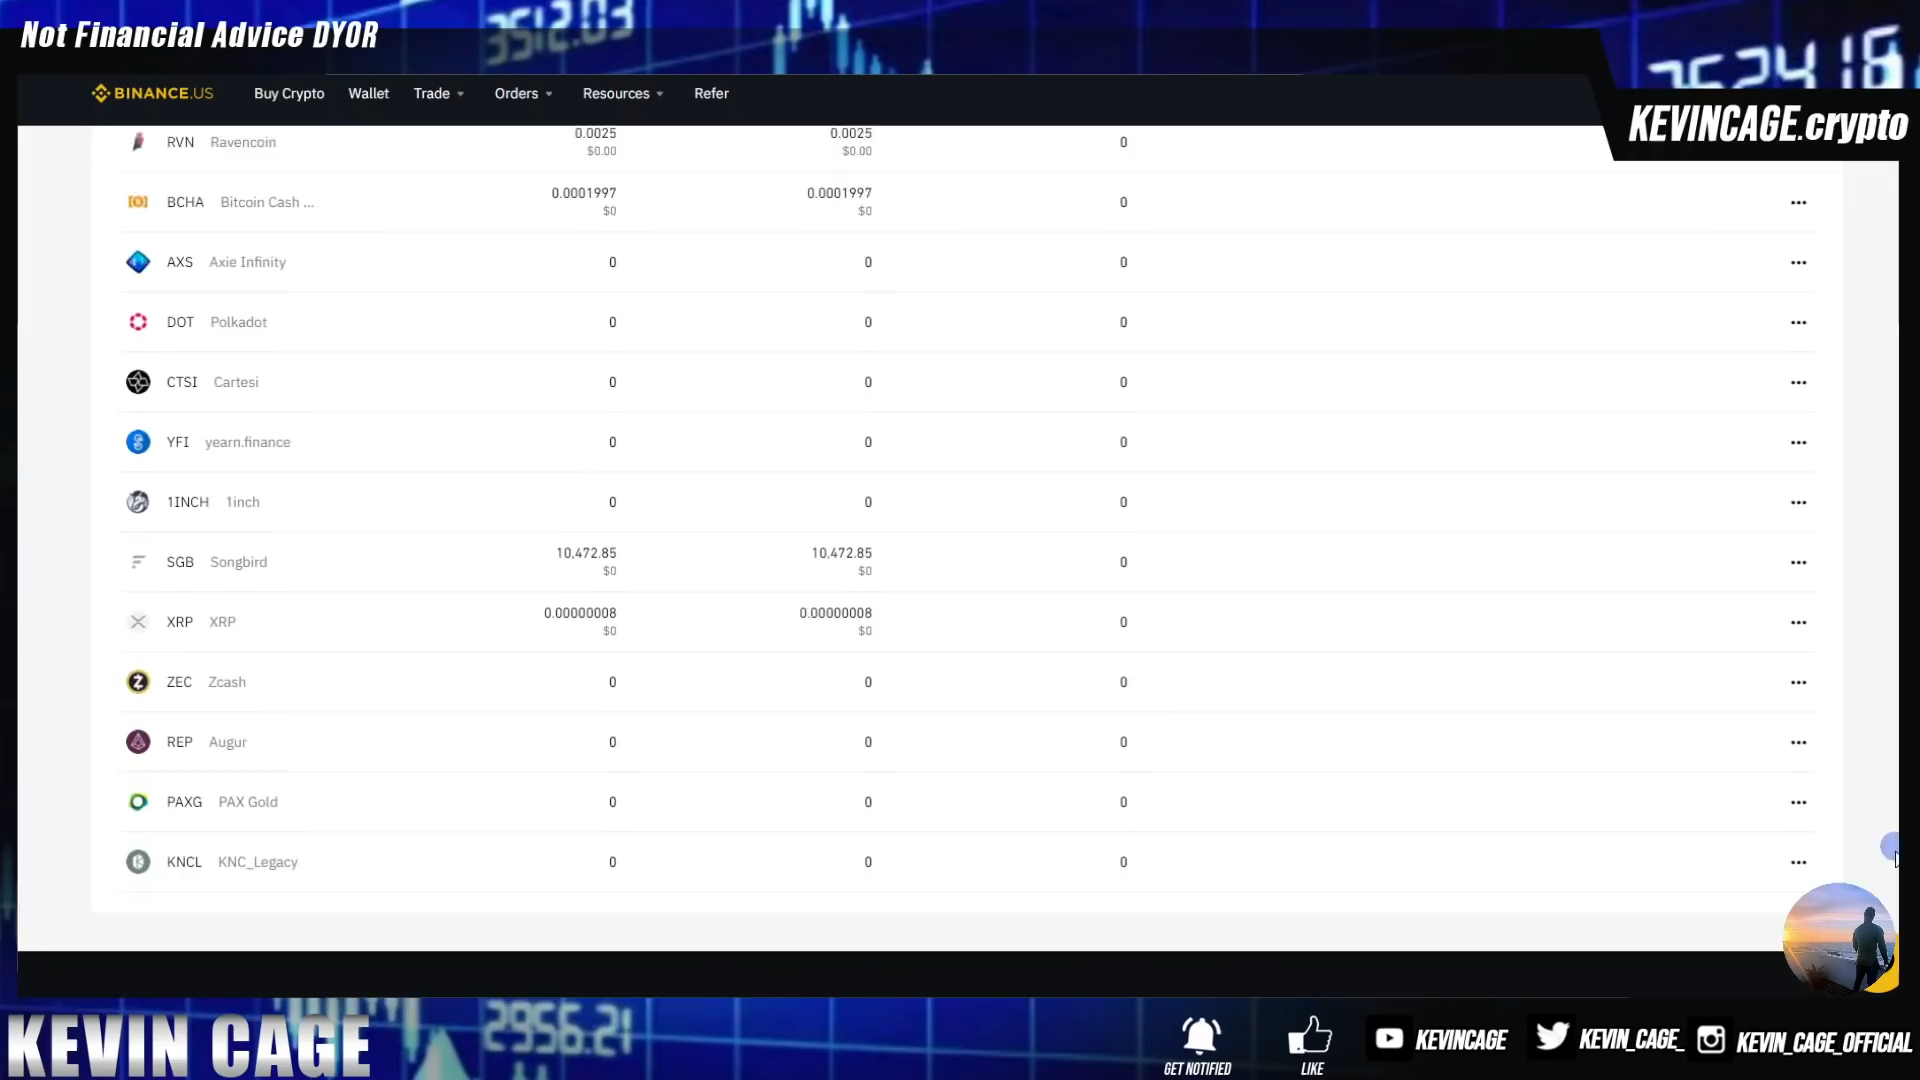 Not Financial Advice DYOR
3512.03
KEVINCAGE.crypto
BINANCE.US Buy Crypto Wallet Trade Orders Resources Refer
RVN Ravencoin 0.0025 0.0025 0
$0.00 $0.00
BCHA Bitcoin Cash ... 0.0001997 0.0001997 0
$0 $0
AXS Axie Infinity 0 0 0
DOT Polkadot 0 0 0
CTSI Cartesi 0 0 0
YFI yearn.finance 0 0 0
1INCH 1inch 0 0 0
SGB Songbird 10,472.85 10,472.85 0
$0 $0
XRP XRP 0.00000008 0.00000008 0
$0 $0
ZEC Zcash 0 0 0
REP Augur 0 0 0
PAXG PAX Gold 0 0 0
KNCL KNC_Legacy 0 0 0
2956.21
KEVIN CAGE
GET NOTIFIED
LIKE
KEVINCAGE
KEVIN_CAGE_
KEVIN_CAGE_OFFICIAL